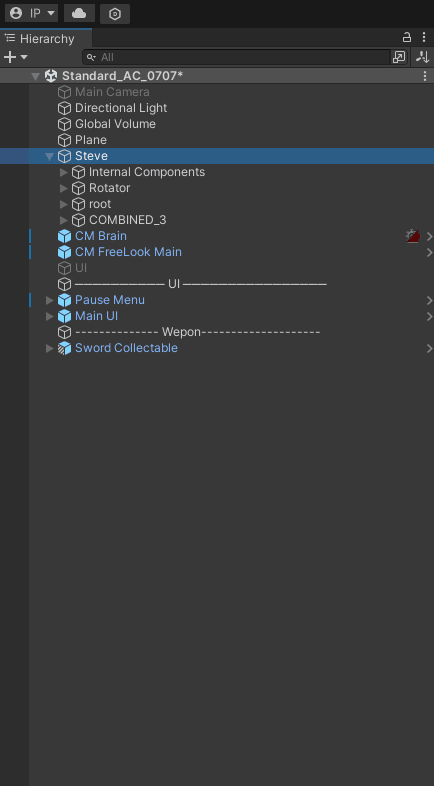 IP
Hierarchy
All
Standard_AC_0707*
Main Camera
Directional Light
Global Volume
Plane
Steve
Internal Components
Rotator
root
COMBINED_3
CM Brain
CM FreeLook Main
UI
—————————— UI ————————————————
Pause Menu
Main UI
-------------- Wepon--------------------
Sword Collectable